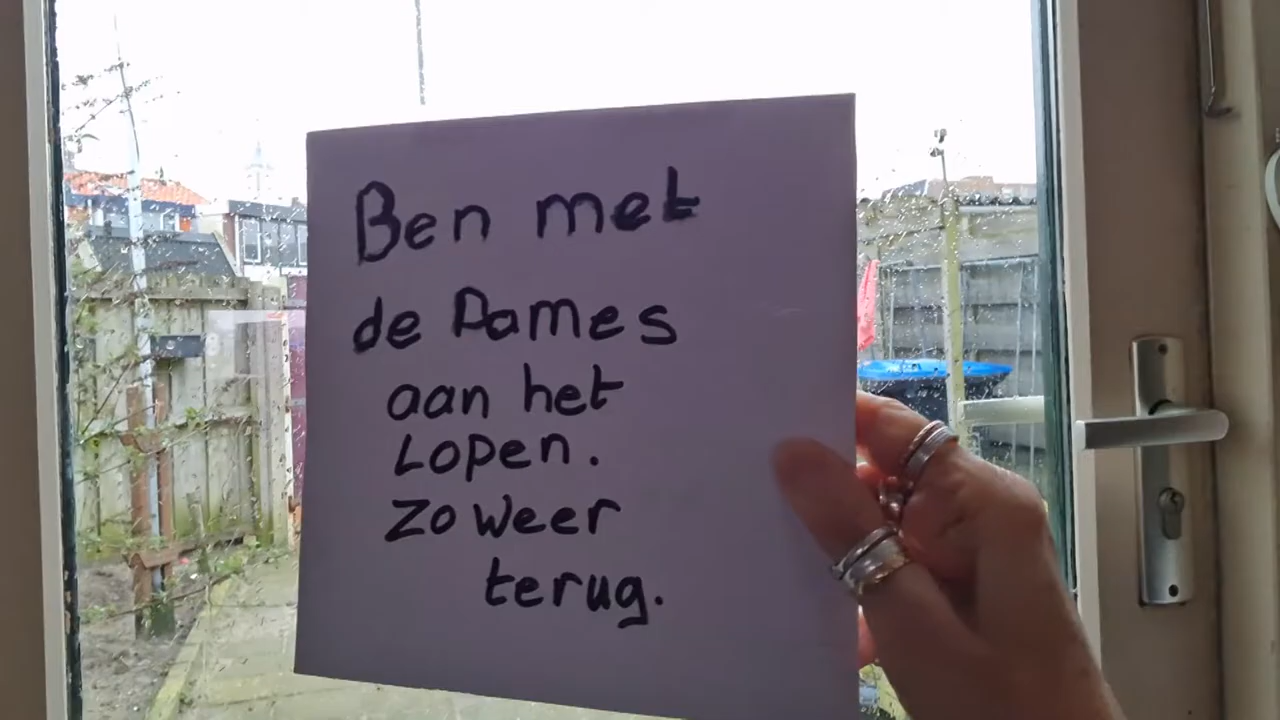 Ben met
de Dames
aan het
Lopen.
Zo weer
terug.